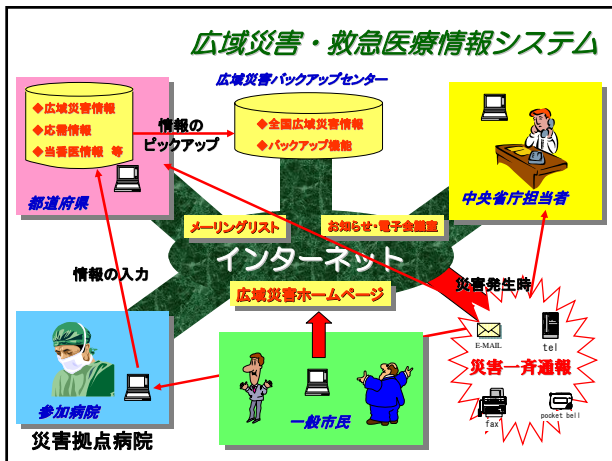 広域災害・救急医療情報システム
広域災害バックアップセンター
◆広域災害情報
◆応需情報
◆当番医情報 等
都道府県
情報の
ピックアップ
◆全国広域災害情報
◆バックアップ機能
中央省庁担当者
メーリングリスト
お知らせ・電子会議室
インターネット
広域災害ホームページ
情報の入力
災害発生時
E-MAIL
tel
災害一斉通報
fax
pocket bell
参加病院
災害拠点病院
一般市民